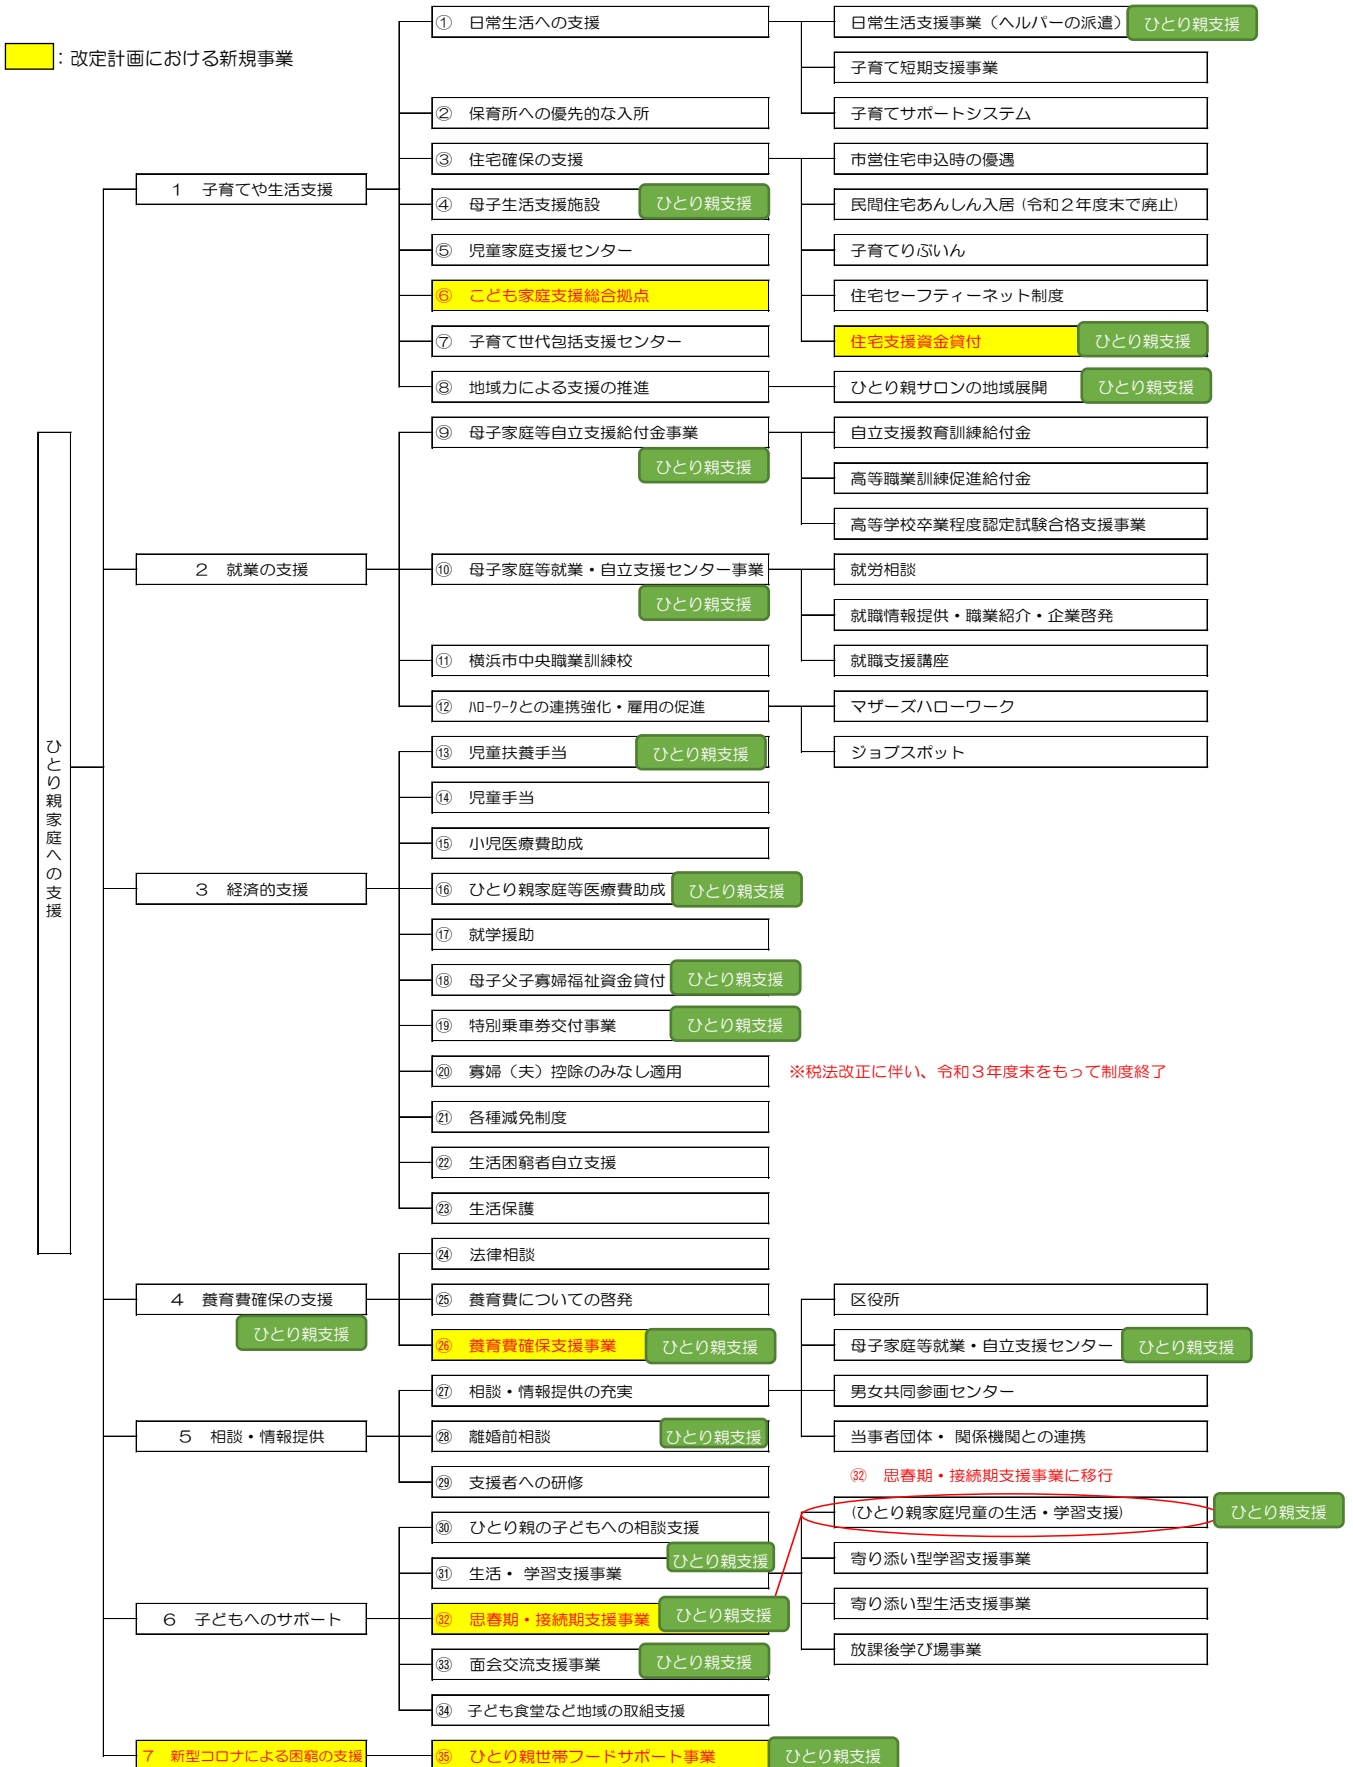 ：改定計画における新規事業
ひとり親家庭への支援
１　子育てや生活支援
①　日常生活への支援
日常生活支援事業（ヘルパーの派遣）
ひとり親支援
子育て短期支援事業
子育てサポートシステム
②　保育所への優先的な入所
③　住宅確保の支援
市営住宅申込時の優遇
民間住宅あんしん入居（令和２年度末で廃止）
子育てりぶいん
住宅セーフティーネット制度
住宅支援資金貸付
ひとり親支援
④　母子生活支援施設
ひとり親支援
⑤　児童家庭支援センター
⑥　こども家庭支援総合拠点
⑦　子育て世代包括支援センター
⑧　地域力による支援の推進
ひとり親サロンの地域展開
ひとり親支援
２　就業の支援
⑨　母子家庭等自立支援給付金事業
ひとり親支援
自立支援教育訓練給付金
高等職業訓練促進給付金
高等学校卒業程度認定試験合格支援事業
⑩　母子家庭等就業・自立支援センター事業
ひとり親支援
就労相談
就職情報提供・職業紹介・企業啓発
就職支援講座
⑪　横浜市中央職業訓練校
⑫　ﾊﾛｰﾜｰｸとの連携強化・雇用の促進
マザーズハローワーク
ジョブスポット
３　経済的支援
⑬　児童扶養手当
ひとり親支援
⑭　児童手当
⑮　小児医療費助成
⑯　ひとり親家庭等医療費助成
ひとり親支援
⑰　就学援助
⑱　母子父子寡婦福祉資金貸付
ひとり親支援
⑲　特別乗車券交付事業
ひとり親支援
⑳　寡婦（夫）控除のみなし適用
※税法改正に伴い、令和３年度末をもって制度終了
㉑　各種減免制度
㉒　生活困窮者自立支援
㉓　生活保護
４　養育費確保の支援
ひとり親支援
㉔　法律相談
㉕　養育費についての啓発
㉖　養育費確保支援事業
ひとり親支援
５　相談・情報提供
㉗　相談・情報提供の充実
区役所
母子家庭等就業・自立支援センター
ひとり親支援
男女共同参画センター
当事者団体・ 関係機関との連携
㉘　離婚前相談
ひとり親支援
㉙　支援者への研修
６　子どもへのサポート
㉚　ひとり親の子どもへの相談支援
㉛　生活・ 学習支援事業
ひとり親支援
㉜　思春期・接続期支援事業に移行
(ひとり親家庭児童の生活・学習支援)
ひとり親支援
寄り添い型学習支援事業
寄り添い型生活支援事業
放課後学び場事業
㉜　思春期・接続期支援事業
ひとり親支援
㉝　面会交流支援事業
ひとり親支援
㉞　子ども食堂など地域の取組支援
７　新型コロナによる困窮の支援
㉟　ひとり親世帯フードサポート事業
ひとり親支援